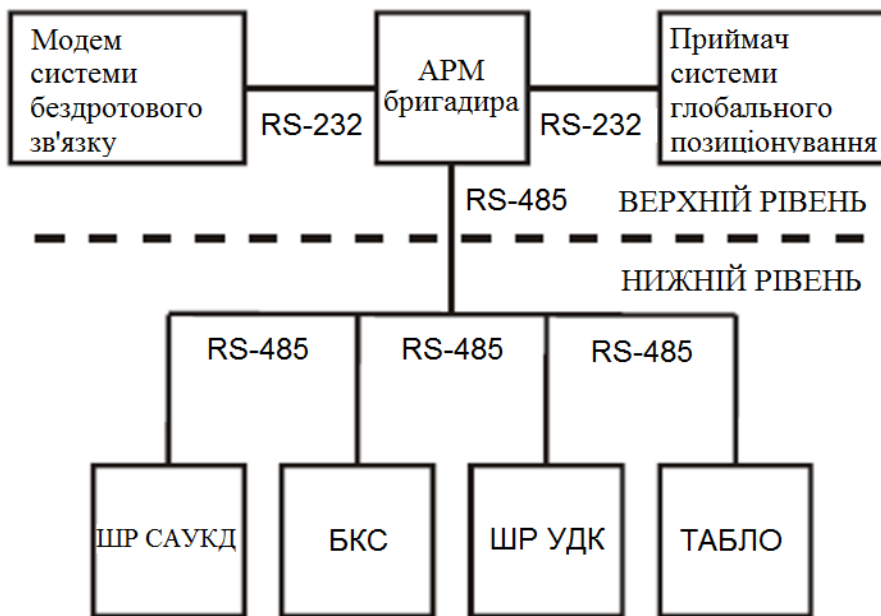 Модем
системи
бездротового
зв'язку
RS-232
АРМ
бригадира
RS-232
Приймач
системи
глобального
позиціонування
RS-485
ВЕРХНІЙ РІВЕНЬ
НИЖНІЙ РІВЕНЬ
RS-485
RS-485
RS-485
ШР САУКД
БКС
ШР УДК
ТАБЛО